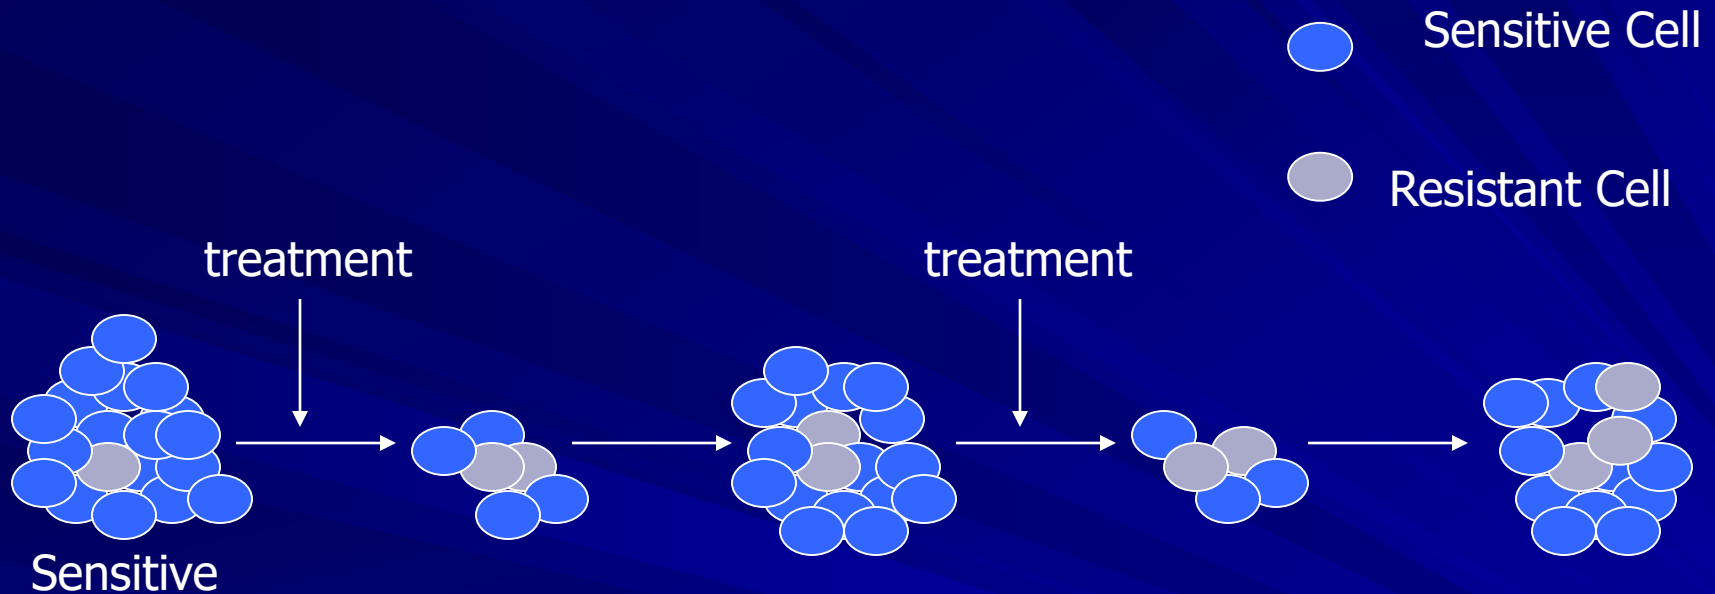 Sensitive Cell
Resistant Cell
treatment
treatment
Sensitive